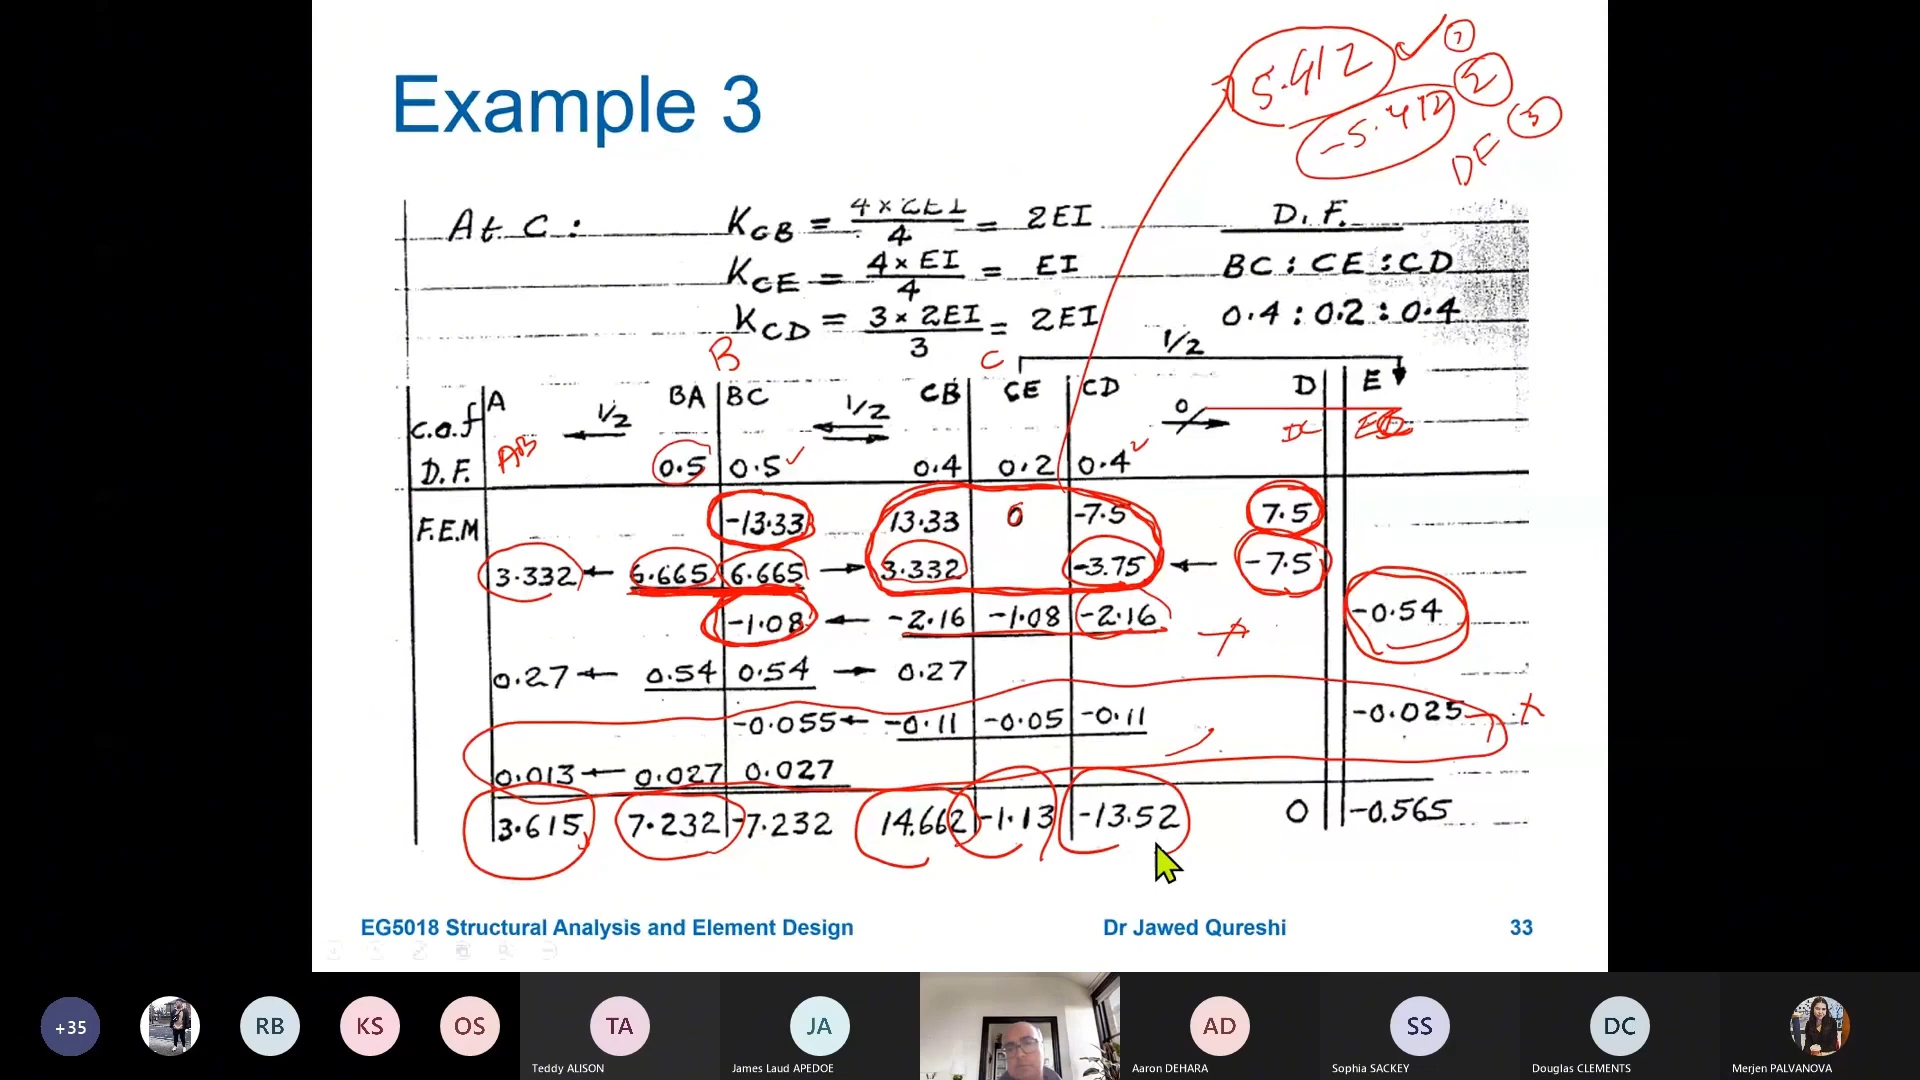 5.412 ✓ 1
Example 3
-5.412 2
DF 3
At C: KCB = 4 x 2EI / 4 = 2EI D.F.
KCE = 4 x EI / 4 = EI BC : CE : CD
KCD = 3 x 2EI / 3 = 2EI 0.4 : 0.2 : 0.4
B C 1/2
A BA BC CB CE CD D E
c.o.f 1/2 1/2 0
AB DC
D.F. 0.5 0.5 0.4 0.2 0.4
F.E.M -13.33 13.33 0 -7.5 7.5
3.332 ← 6.665 6.665 → 3.332 -3.75 ← -7.5
-1.08 ← -2.16 -1.08 -2.16 -0.54
0.27 ← 0.54 0.54 → 0.27
-0.055 ← -0.11 -0.05 -0.11 -0.025
0.013 ← 0.027 0.027
3.615 7.232 -7.232 14.662 -1.13 -13.52 0 -0.565
EG5018 Structural Analysis and Element Design Dr Jawed Qureshi 33
+35 RB KS OS TA JA AD SS DC
Teddy ALISON James Laud APEDOE Aaron DEHARA Sophia SACKEY Douglas CLEMENTS Merjen PALVANOVA